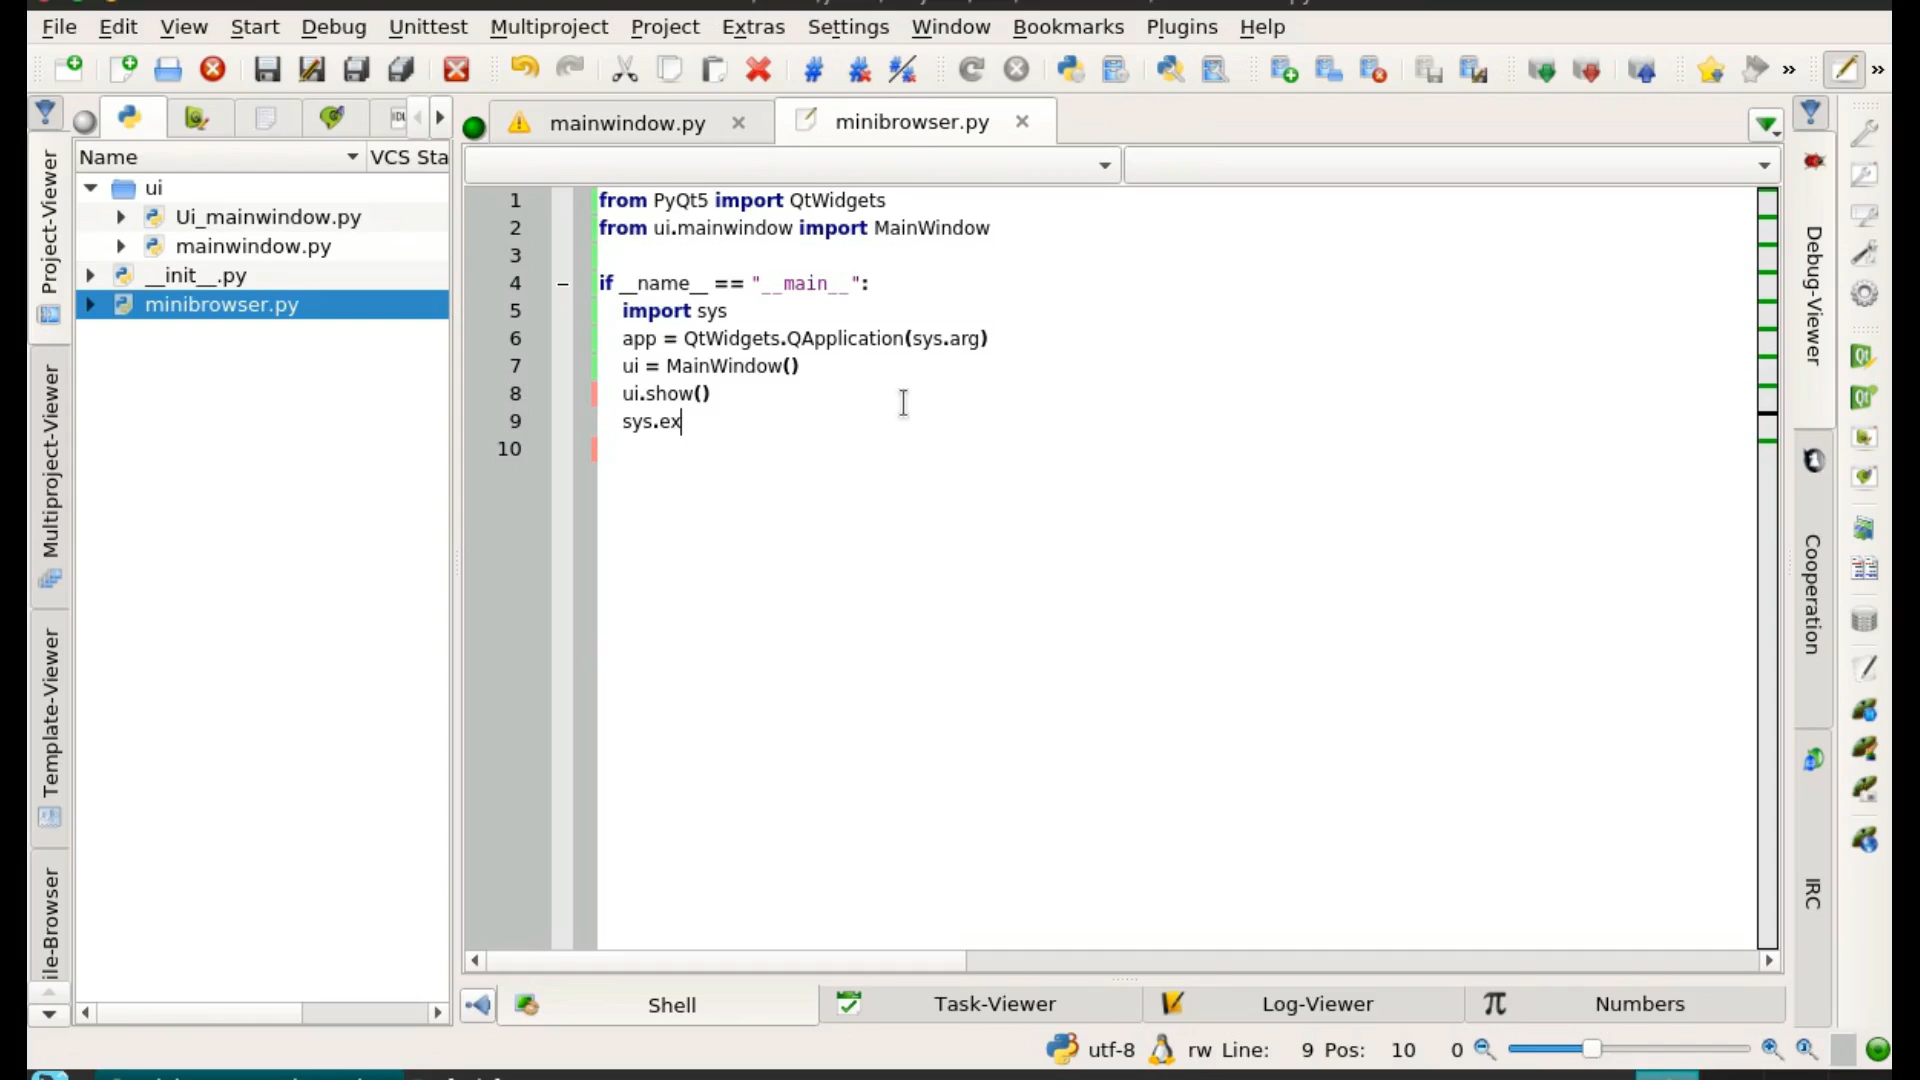 File Edit View Start Debug Unittest Multiproject Project Extras Settings Window Bookmarks Plugins Help
mainwindow.py minibrowser.py
Name VCS Sta
ui
Ui_mainwindow.py
mainwindow.py
__init__.py
minibrowser.py
Project-Viewer
Multiproject-Viewer
Template-Viewer
ile-Browser
1 from PyQt5 import QtWidgets
2 from ui.mainwindow import MainWindow
3
4 if __name__ == "__main__":
5 import sys
6 app = QtWidgets.QApplication(sys.arg)
7 ui = MainWindow()
8 ui.show()
9 sys.ex
10
Debug-Viewer
Cooperation
IRC
Shell Task-Viewer Log-Viewer Numbers
utf-8 rw Line: 9 Pos: 10 0